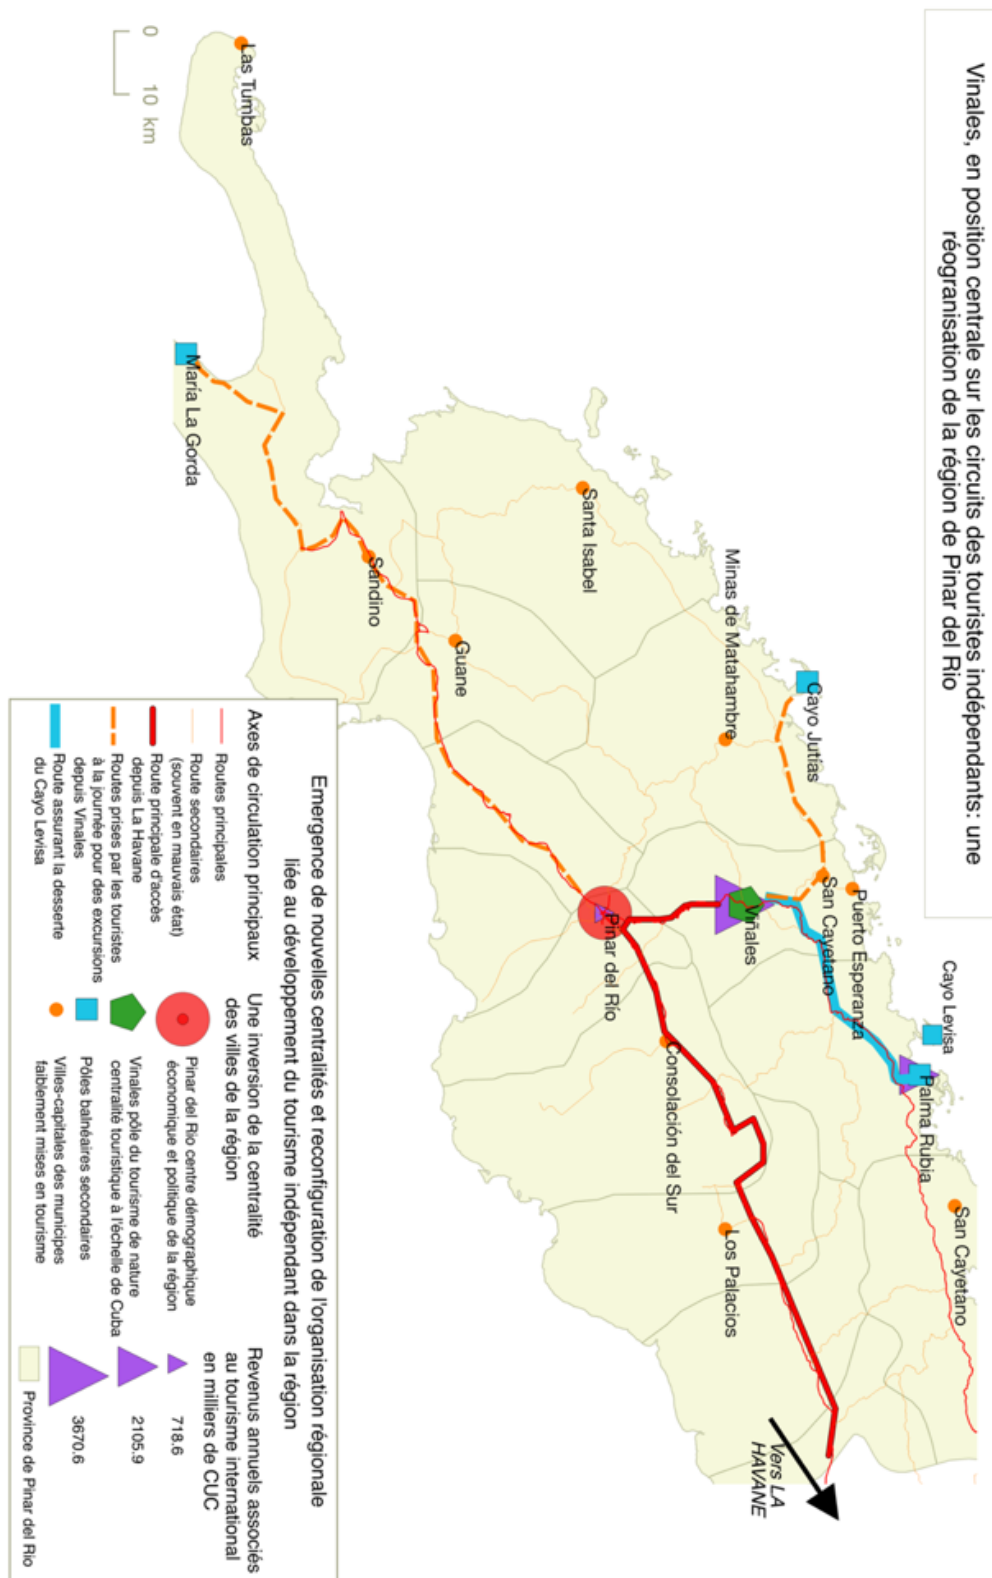 Vinales, en position centrale sur les circuits des touristes indépendants: une
réogranisation de la région de Pinar del Rio
Cayo Levisa
Palma Rubia
San Cayetano
Puerto Esperanza
San Cayetano
Cayo Jutías
Viñales
Minas de Matahambre
Santa Isabel
Pinar del Río
Consolación del Sur
Los Palacios
Vers LA
HAVANE
Guane
Sandino
María La Gorda
Las Tumbas
0
10 km
Emergence de nouvelles centralités et reconfiguration de l'organisation régionale
liée au développement du tourisme indépendant dans la région
Axes de circulation principaux
Routes principales
Route secondaires
(souvent en mauvais état)
Route principale d'accès
depuis La Havane
Routes prises par les touristes
à la journée pour des excursions
depuis Vinales
Route assurant la desserte
du Cayo Levisa
Une inversion de la centralité
des villes de la région
Pinar del Rio centre démographique
économique et politique de la région
Vinales pôle du tourisme de nature
centralité touristique à l'échelle de Cuba
Pôles balnéaires secondaires
Villes-capitales des municipes
faiblement mises en tourisme
Revenus annuels associés
au tourisme international
en milliers de CUC
718.6
2105.9
3670.6
Province de Pinar del Rio